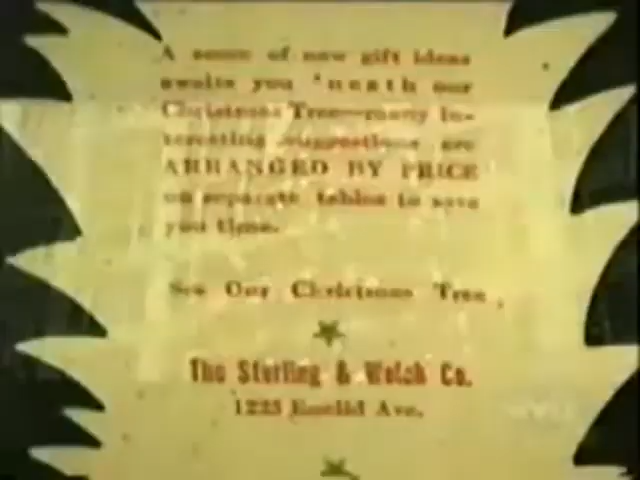 A score of new gift ideas
awaits you 'neath our
Christmas Tree—many in-
teresting suggestions are
ARRANGED BY PRICE
on separate tables to save
you time.
See Our Christmas Tree
The Sterling & Welch Co.
1225 Euclid Ave.